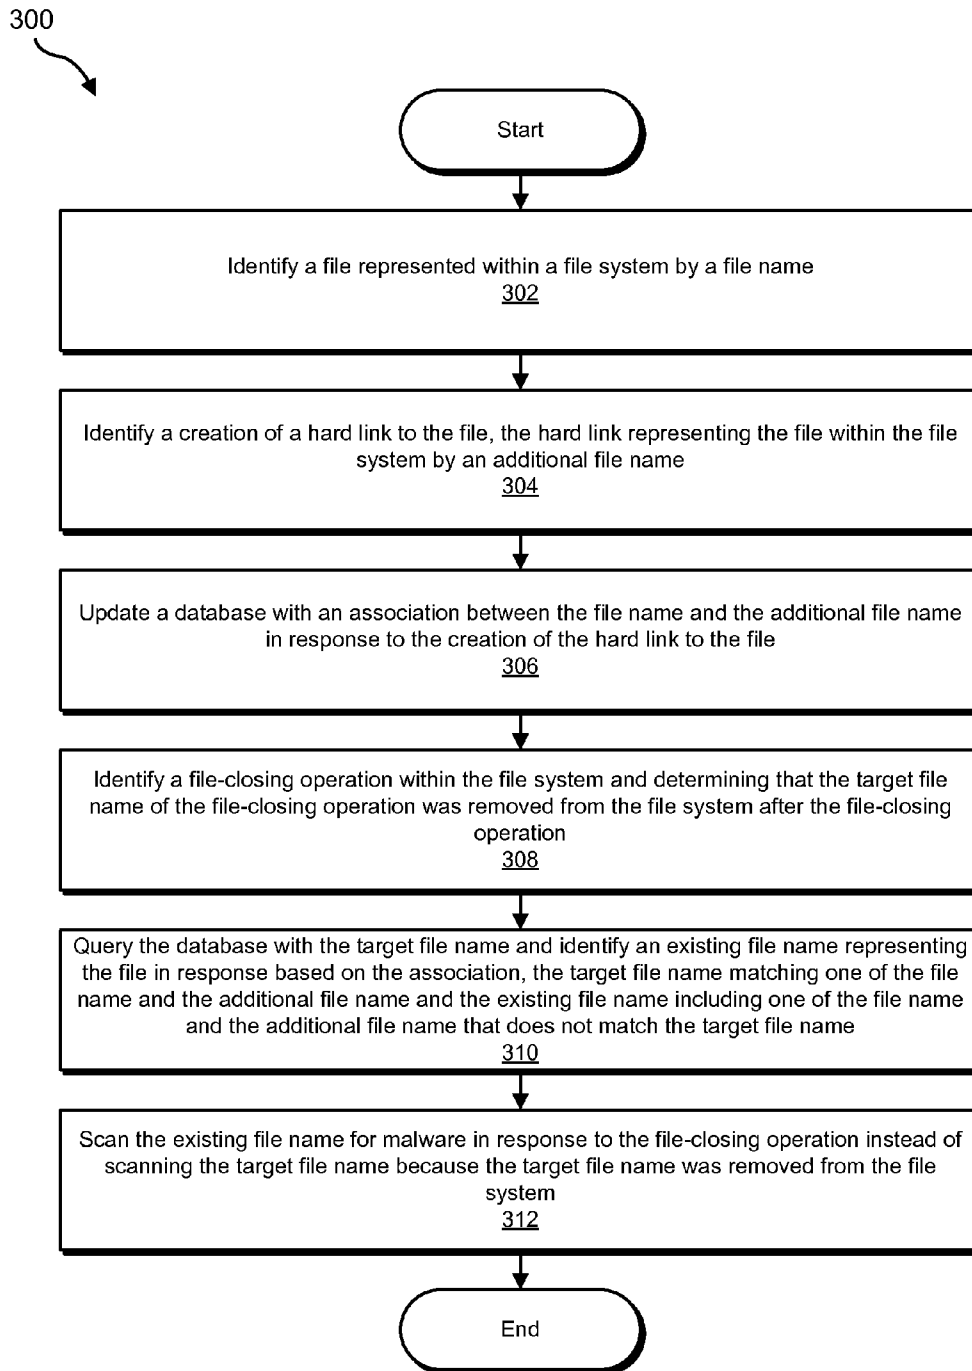 300
Start
Identify a file represented within a file system by a file name
302
Identify a creation of a hard link to the file, the hard link representing the file within the file
system by an additional file name
304
Update a database with an association between the file name and the additional file name
in response to the creation of the hard link to the file
306
Identify a file-closing operation within the file system and determining that the target file
name of the file-closing operation was removed from the file system after the file-closing
operation
308
Query the database with the target file name and identify an existing file name representing
the file in response based on the association, the target file name matching one of the file
name and the additional file name and the existing file name including one of the file name
and the additional file name that does not match the target file name
310
Scan the existing file name for malware in response to the file-closing operation instead of
scanning the target file name because the target file name was removed from the file
system
312
End